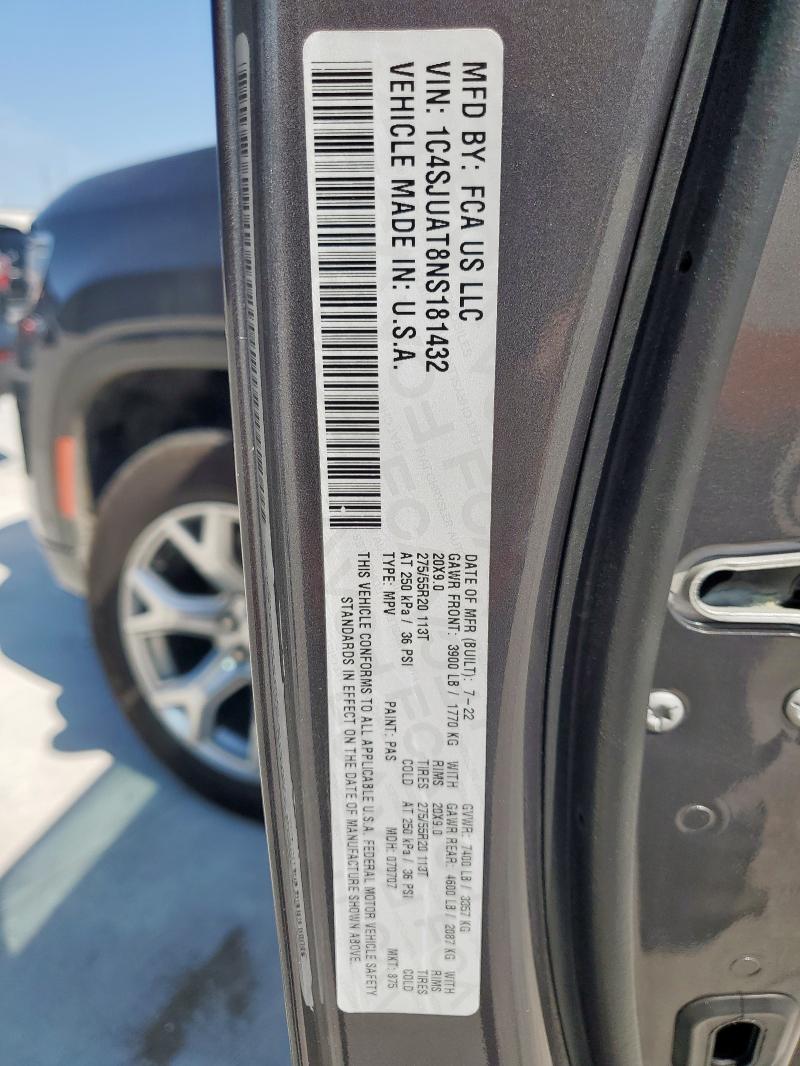 MFD BY: FCA US LLC
VIN: 1C4SJUAT8NS181432
VEHICLE MADE IN: U.S.A.
DATE OF MFR (BUILT): 7-22 GVWR: 7400 LB / 3357 KG
GAWR FRONT: 3900 LB / 1770 KG WITH GAWR REAR: 4600 LB / 2087 KG WITH
20X9.0 RIMS 20X9.0 RIMS
275/55R20 113T TIRES 275/55R20 113T TIRES
AT 250 kPa / 36 PSI COLD AT 250 kPa / 36 PSI COLD
TYPE: MPV PAINT: PAS MDH: 070707 MKT: 875
THIS VEHICLE CONFORMS TO ALL APPLICABLE U.S.A. FEDERAL MOTOR VEHICLE SAFETY
STANDARDS IN EFFECT ON THE DATE OF MANUFACTURE SHOWN ABOVE.